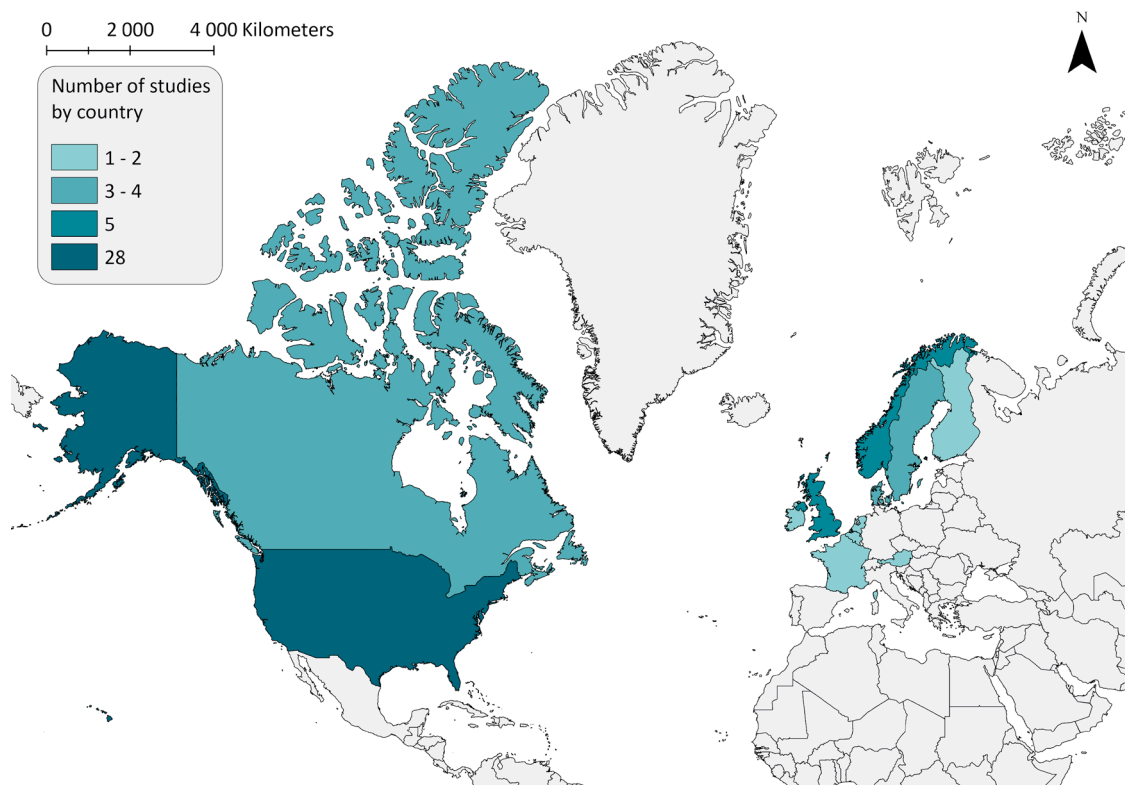 0 2 000 4 000 Kilometers
N
Number of studies
by country
1 - 2
3 - 4
5
28